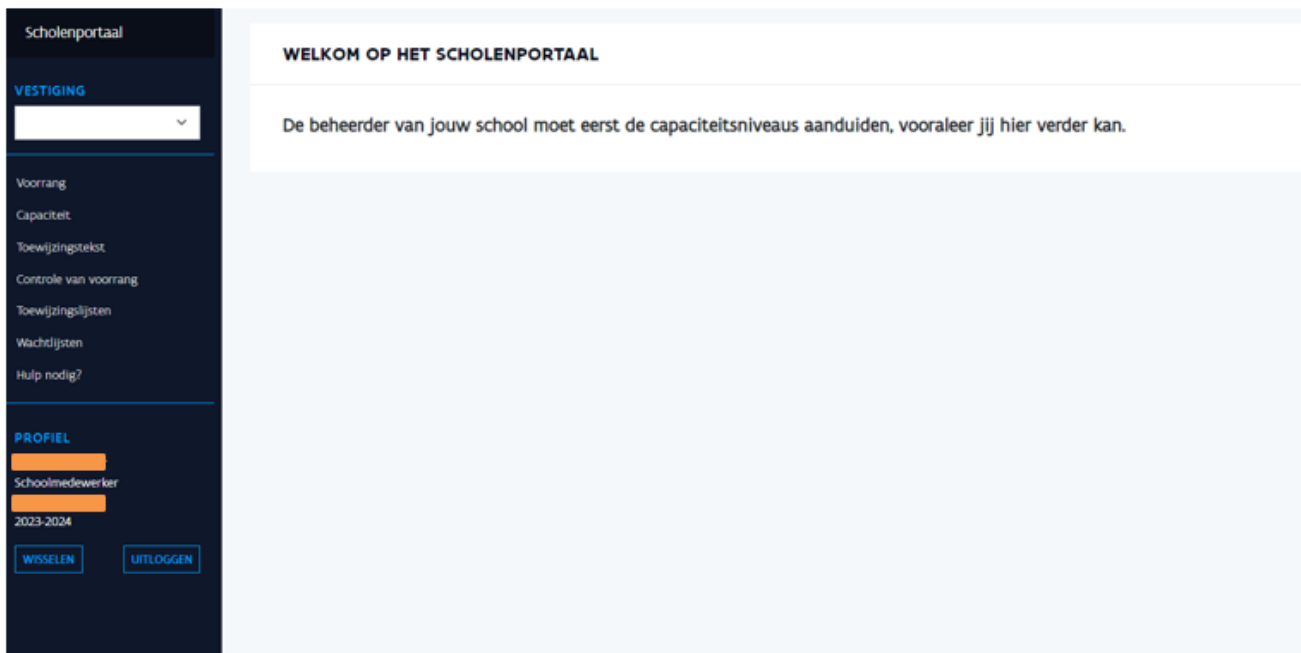 Scholenportaal
VESTIGING
Voorrang
Capaciteit
Toewijzingstekst
Controle van voorrang
Toewijzingslijsten
Wachtlijsten
Hulp nodig?
PROFIEL
Schoolmedewerker
2023-2024
WISSELEN
UITLOGGEN
WELKOM OP HET SCHOLENPORTAAL
De beheerder van jouw school moet eerst de capaciteitsniveaus aanduiden, vooraleer jij hier verder kan.